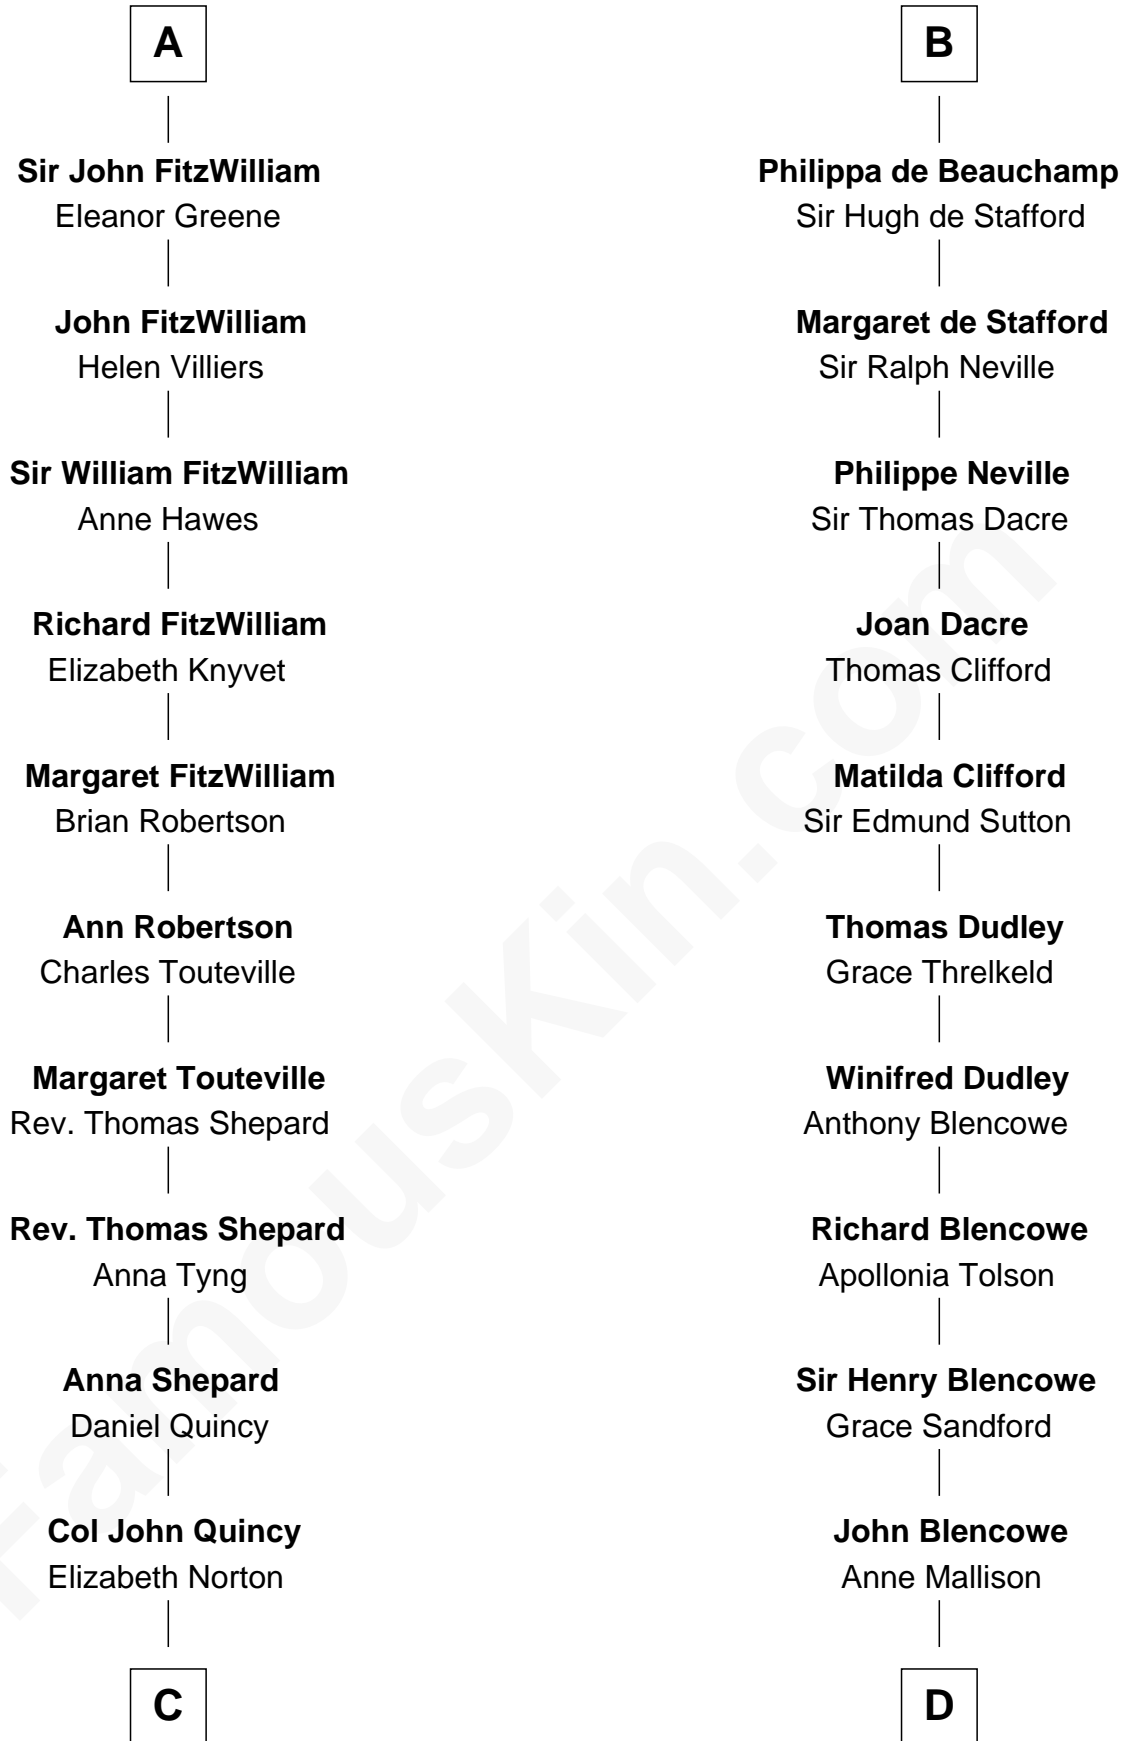 A
Sir John FitzWilliam
Eleanor Greene
John FitzWilliam
Helen Villiers
Sir William FitzWilliam
Anne Hawes
Richard FitzWilliam
Elizabeth Knyvet
Margaret FitzWilliam
Brian Robertson
Ann Robertson
Charles Touteville
Margaret Touteville
Rev. Thomas Shepard
Rev. Thomas Shepard
Anna Tyng
Anna Shepard
Daniel Quincy
Col John Quincy
Elizabeth Norton
C
B
Philippa de Beauchamp
Sir Hugh de Stafford
Margaret de Stafford
Sir Ralph Neville
Philippe Neville
Sir Thomas Dacre
Joan Dacre
Thomas Clifford
Matilda Clifford
Sir Edmund Sutton
Thomas Dudley
Grace Threlkeld
Winifred Dudley
Anthony Blencowe
Richard Blencowe
Apollonia Tolson
Sir Henry Blencowe
Grace Sandford
John Blencowe
Anne Mallison
D
FamousKin.com